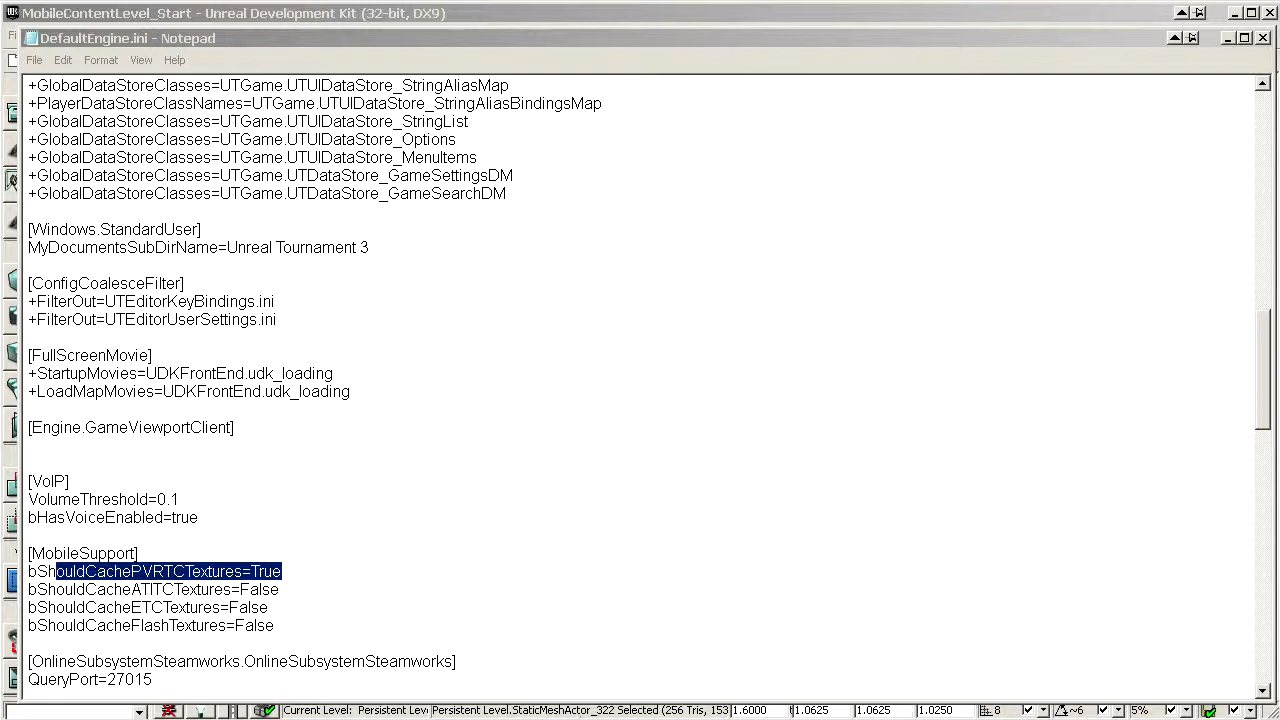 MobileContentLevel_Start - Unreal Development Kit (32-bit, DX9)
DefaultEngine.ini - Notepad
File Edit Format View Help
+GlobalDataStoreClasses=UTGame.UTUIDataStore_StringAliasMap
+PlayerDataStoreClassNames=UTGame.UTUIDataStore_StringAliasBindingsMap
+GlobalDataStoreClasses=UTGame.UTUIDataStore_StringList
+GlobalDataStoreClasses=UTGame.UTUIDataStore_Options
+GlobalDataStoreClasses=UTGame.UTUIDataStore_MenuItems
+GlobalDataStoreClasses=UTGame.UTDataStore_GameSettingsDM
+GlobalDataStoreClasses=UTGame.UTDataStore_GameSearchDM
[Windows.StandardUser]
MyDocumentsSubDirName=Unreal Tournament 3
[ConfigCoalesceFilter]
+FilterOut=UTEditorKeyBindings.ini
+FilterOut=UTEditorUserSettings.ini
[FullScreenMovie]
+StartupMovies=UDKFrontEnd.udk_loading
+LoadMapMovies=UDKFrontEnd.udk_loading
[Engine.GameViewportClient]
[VoIP]
VolumeThreshold=0.1
bHasVoiceEnabled=true
[MobileSupport]
bShouldCachePVRTCTextures=True
bShouldCacheATITCTextures=False
bShouldCacheETCTextures=False
bShouldCacheFlashTextures=False
[OnlineSubsystemSteamworks.OnlineSubsystemSteamworks]
QueryPort=27015
Current Level: Persistent Leve Persistent Level.StaticMeshActor_322 Selected (256 Tris, 153 1.6000 1.0625 1.0625 1.0250 8 ~6 5%